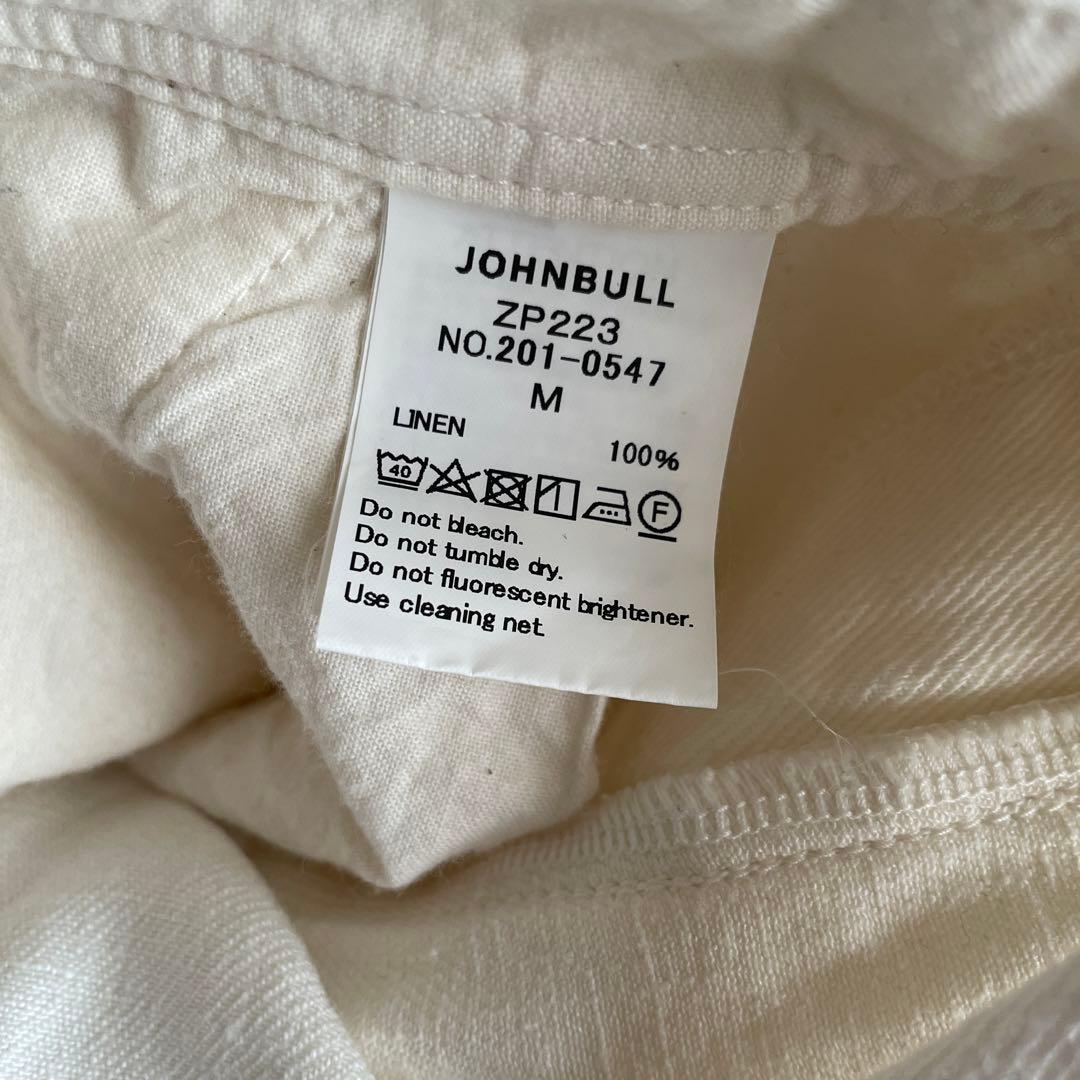 JOHNBULL
ZP223
NO.201-0547
M
LINEN 100%
40 F
Do not bleach.
Do not tumble dry.
Do not fluorescent brightener.
Use cleaning net.